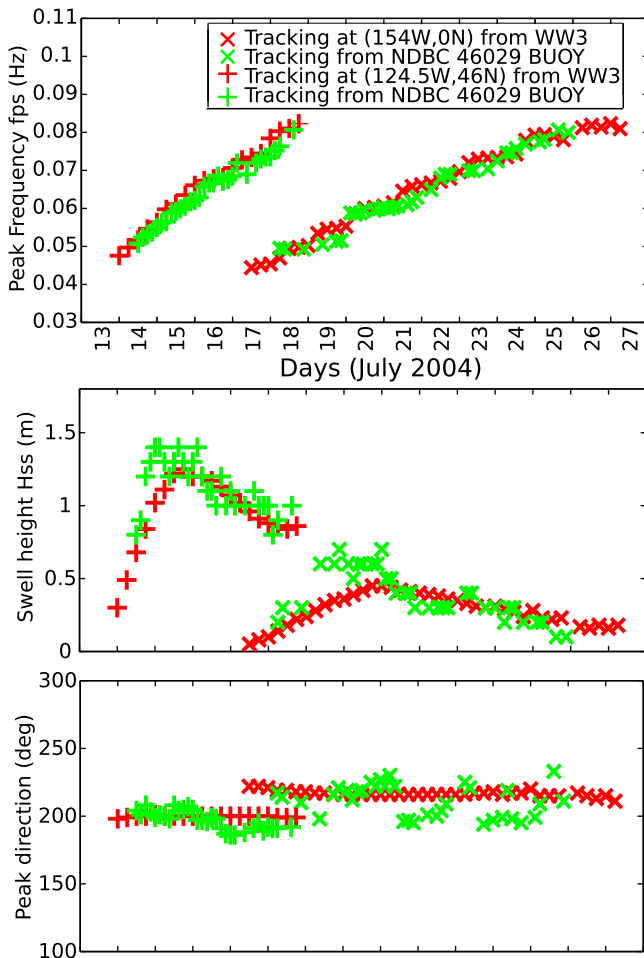 0.11
Tracking at (154W,0N) from WW3
Tracking from NDBC 46029 BUOY
Tracking at (124.5W,46N) from WW3
Tracking from NDBC 46029 BUOY
0.1
0.09
0.08
0.07
0.06
0.05
0.04
0.03
Peak Frequency fps (Hz)
13 14 15 16 17 18 19 20 21 22 23 24 25 26 27
Days (July 2004)
1.5
1
0.5
0
Swell height Hss (m)
300
250
200
150
100
Peak direction (deg)